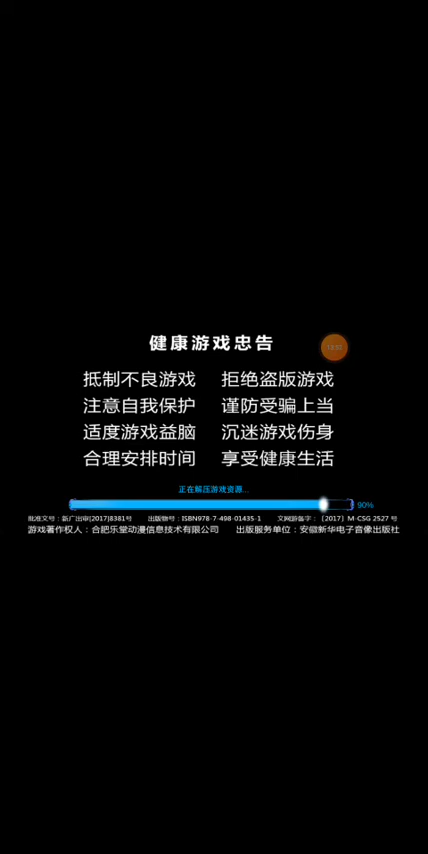 健康游戏忠告
抵制不良游戏 拒绝盗版游戏
注意自我保护 谨防受骗上当
适度游戏益脑 沉迷游戏伤身
合理安排时间 享受健康生活
正在解压游戏资源...
90%
批准文号：新广出审[2017]8381号 出版物号：ISBN978-7-498-01435-1 文网游备字：〔2017〕M-CSG 2527 号
游戏著作权人：合肥乐堂动漫信息技术有限公司 出版服务单位：安徽新华电子音像出版社